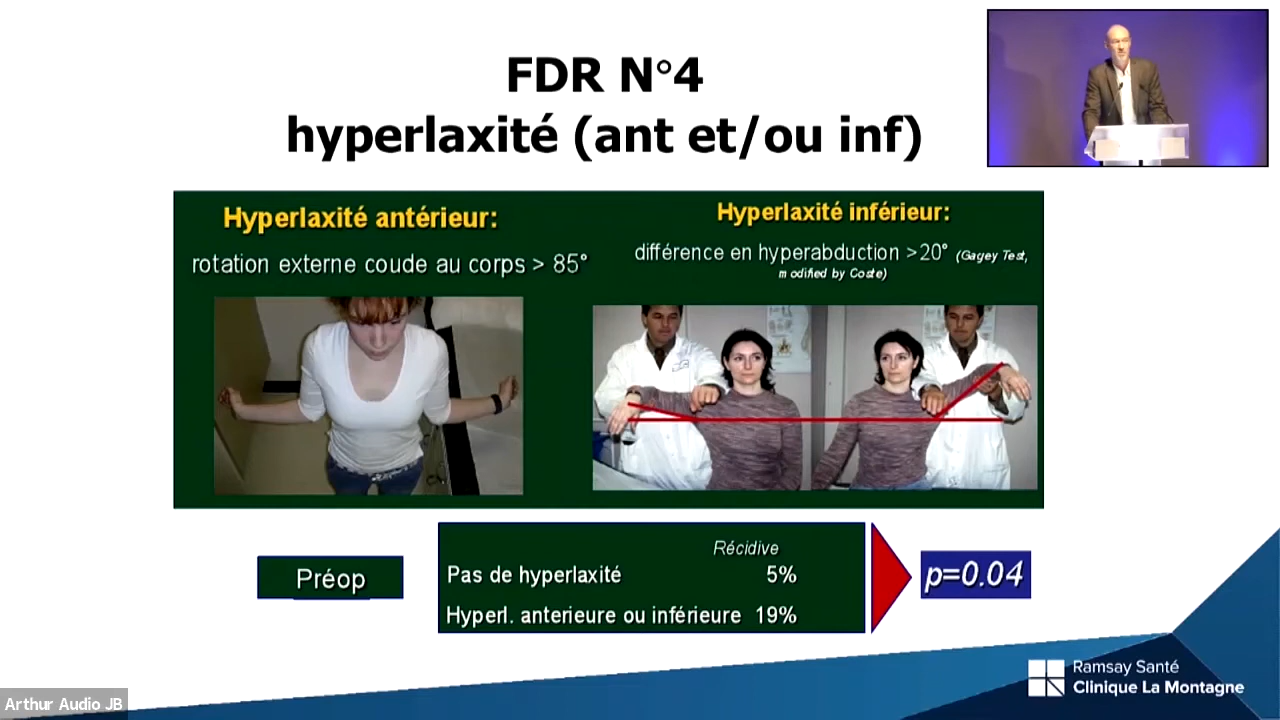 FDR N°4
hyperlaxité (ant et/ou inf)
Hyperlaxité antérieur:
rotation externe coude au corps > 85°
Hyperlaxité inférieur:
différence en hyperabduction >20° (Gagey Test,
modified by Coste)
Préop
Récidive
Pas de hyperlaxité 5%
Hyperl. anterieure ou inférieure 19%
p=0.04
Ramsay Santé
Clinique La Montagne
Arthur Audio JB